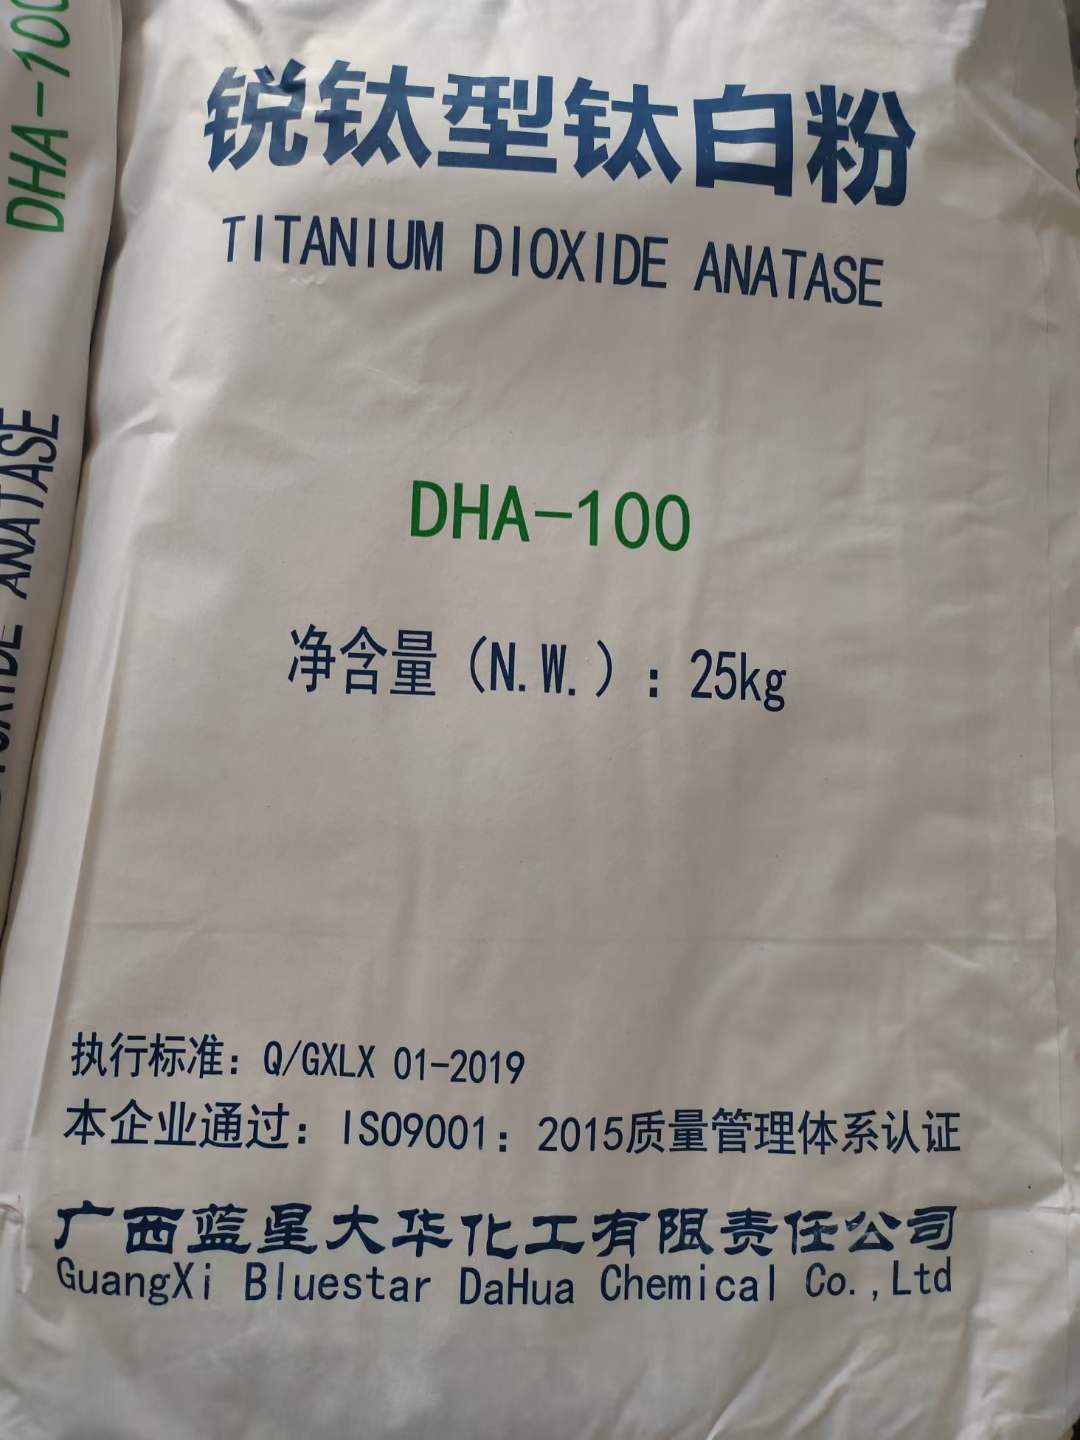 锐钛型钛白粉
TITANIUM DIOXIDE ANATASE
DHA-100
净含量（N.W.）：25kg
执行标准：Q/GXLX 01-2019
本企业通过：ISO9001：2015质量管理体系认证
广西蓝星大华化工有限责任公司
GuangXi Bluestar DaHua Chemical Co.,Ltd
DHA-100
ANATASE